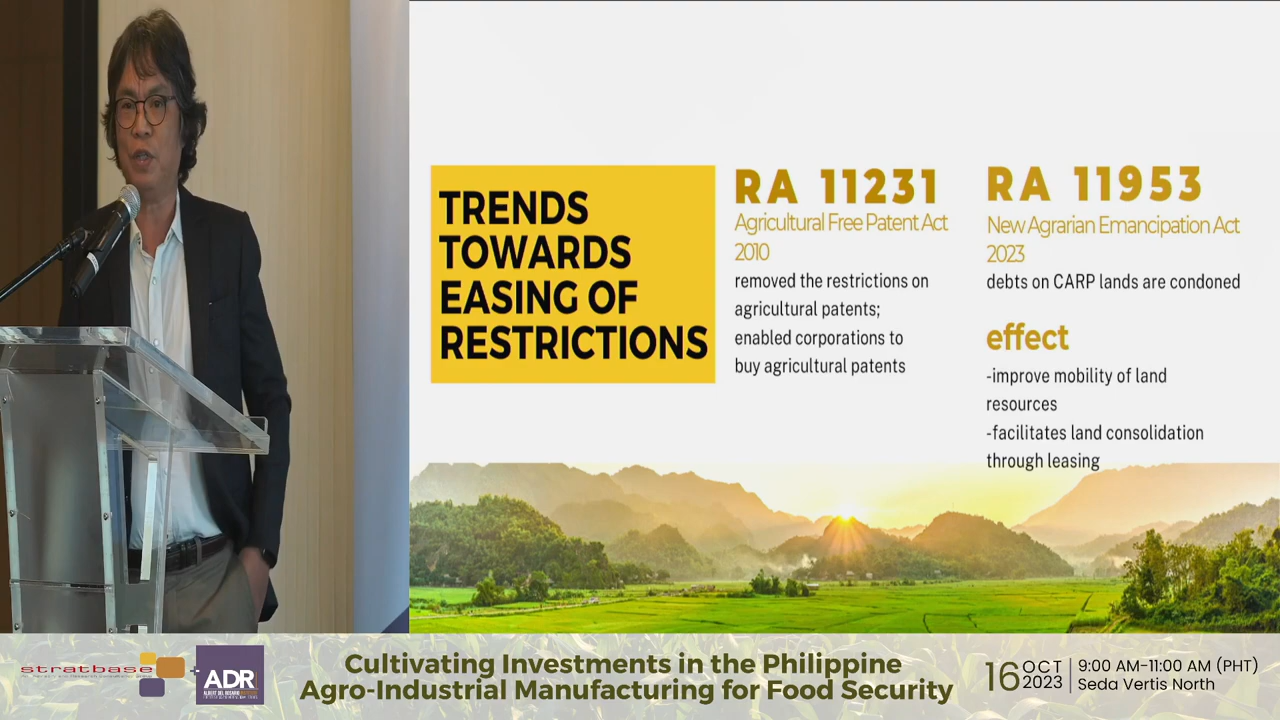 TRENDS
TOWARDS
EASING OF
RESTRICTIONS
RA 11231
Agricultural Free Patent Act
2010
removed the restrictions on
agricultural patents;
enabled corporations to
buy agricultural patents
RA 11953
New Agrarian Emancipation Act
2023
debts on CARP lands are condoned
effect
-improve mobility of land
resources
-facilitates land consolidation
through leasing
stratbase
+
ADR
Cultivating Investments in the Philippine
Agro-Industrial Manufacturing for Food Security
16 OCT 2023
9:00 AM-11:00 AM (PHT)
Seda Vertis North